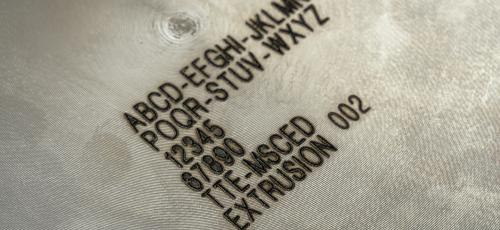 ABCD-EFGHI-JKLM
POQR-STUV-WXYZ
12345
67890
TTE-MSCED
EXTRUSION 002